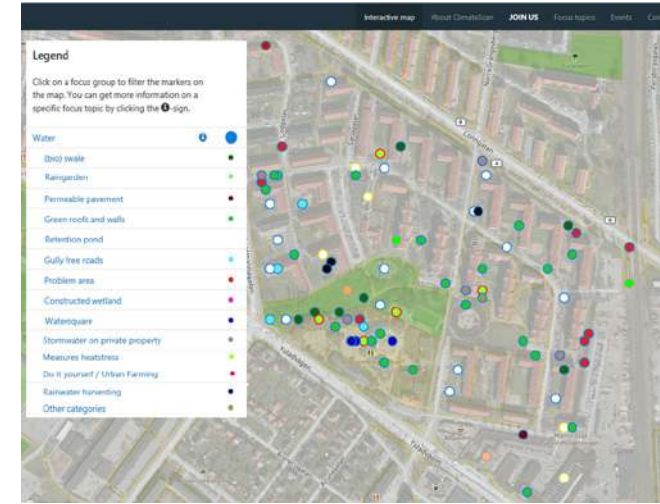 Interactive map About ClimateScan JOIN US Focus topics Events
Legend
Click on a focus group to filter the markers on
the map. You can get more information on a
specific focus topic by clicking the -sign.
Water
(bio) swale
Raingarden
Permeable pavement
Green roofs and walls
Retention pond
Gully free roads
Problem area
Constructed wetland
Watersquare
Stormwater on private property
Measures heatstress
Do it yourself / Urban Farming
Rainwater harvesting
Other categories
Lönngatan
Ystadvägen
Ystadvägen